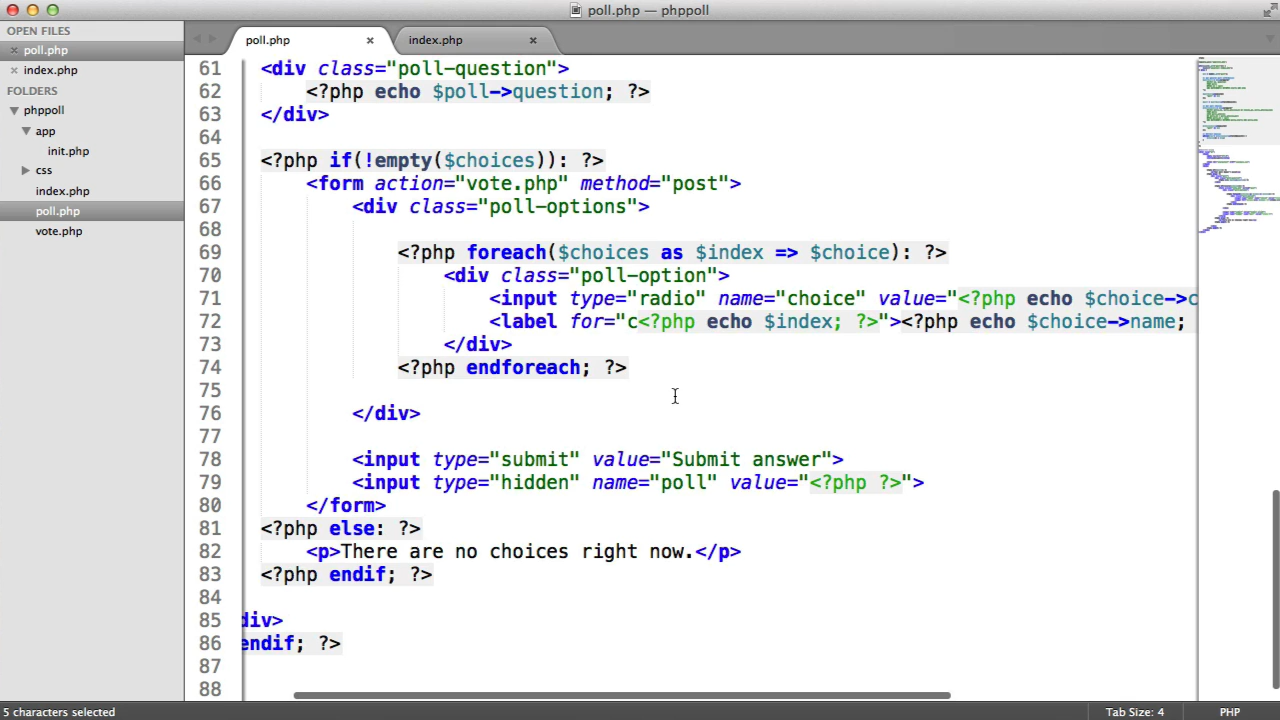 poll.php — phppoll
OPEN FILES
poll.php
index.php
FOLDERS
phppoll
app
init.php
css
index.php
poll.php
vote.php
poll.php
index.php
61 <div class="poll-question">
62 <?php echo $poll->question; ?>
63 </div>
64
65 <?php if(!empty($choices)): ?>
66 <form action="vote.php" method="post">
67 <div class="poll-options">
68
69 <?php foreach($choices as $index => $choice): ?>
70 <div class="poll-option">
71 <input type="radio" name="choice" value="<?php echo $choice->c
72 <label for="c<?php echo $index; ?>"><?php echo $choice->name;
73 </div>
74 <?php endforeach; ?>
75
76 </div>
77
78 <input type="submit" value="Submit answer">
79 <input type="hidden" name="poll" value="<?php ?>">
80 </form>
81 <?php else: ?>
82 <p>There are no choices right now.</p>
83 <?php endif; ?>
84
85 div>
86 endif; ?>
87
88
5 characters selected
Tab Size: 4
PHP